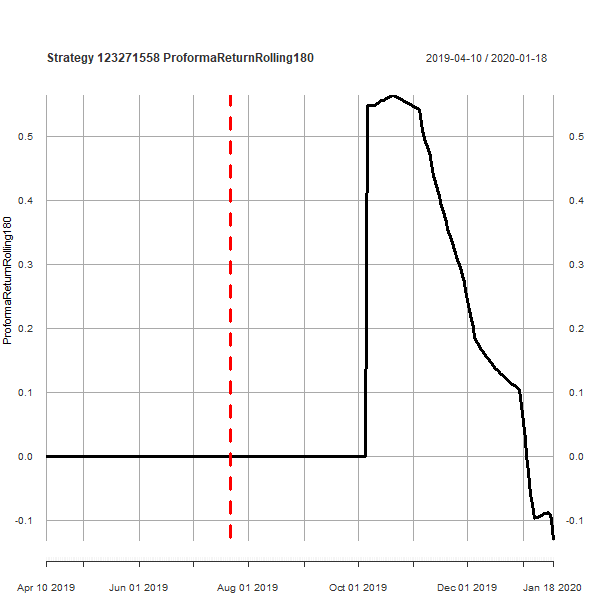 Strategy 123271558 ProformaReturnRolling180
2019-04-10 / 2020-01-18
ProformaReturnRolling180
0.5 0.5
0.4 0.4
0.3 0.3
0.2 0.2
0.1 0.1
0.0 0.0
-0.1 -0.1
Apr 10 2019 Jun 01 2019 Aug 01 2019 Oct 01 2019 Dec 01 2019 Jan 18 2020